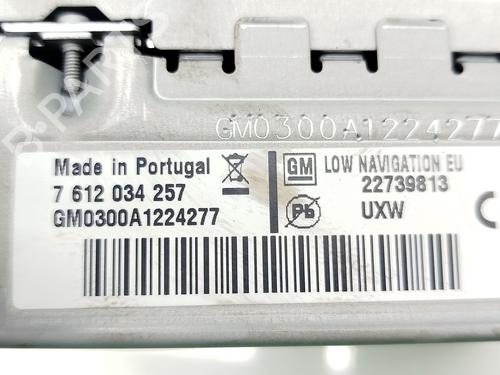 GM0300A1224277
Made in Portugal
7 612 034 257
GM0300A1224277
GM LOW NAVIGATION EU
22739813
Pb UXW